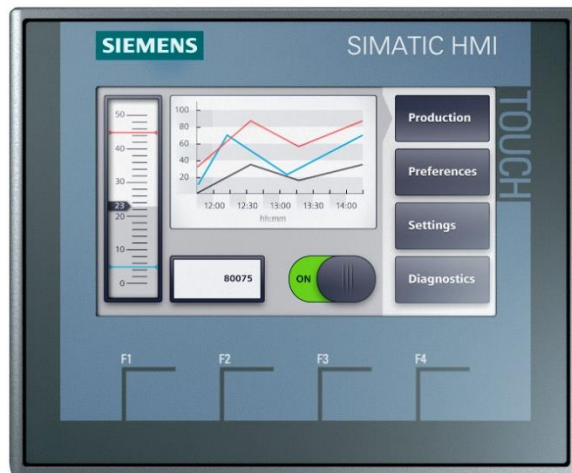 SIEMENS
SIMATIC HMI
TOUCH
50
30
23
20
10
0
100
80
60
40
20
12:00 12:30 13:00 13:30 14:00
hh:mm
80075
ON
Production
Preferences
Settings
Diagnostics
F1 F2 F3 F4